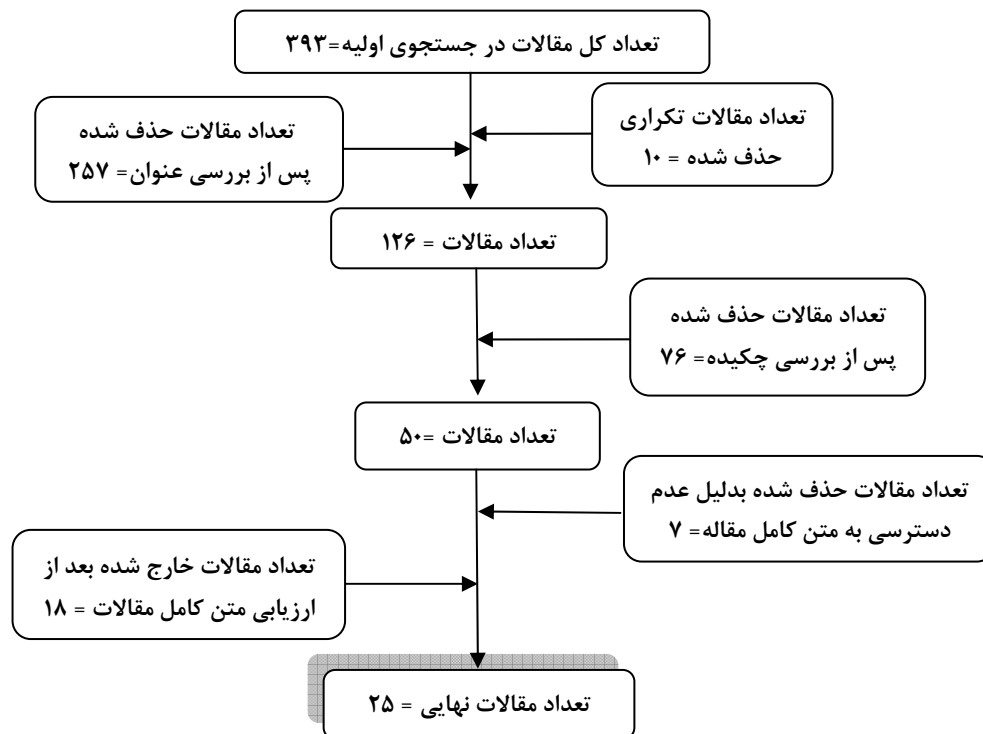 تعداد کل مقالات در جستجوی اولیه=۳۹۳
تعداد مقالات تکراری
حذف شده = ۱۰
تعداد مقالات حذف شده
پس از بررسی عنوان= ۲۵۷
تعداد مقالات = ۱۲۶
تعداد مقالات حذف شده
پس از بررسی چکیده= ۷۶
تعداد مقالات =۵۰
تعداد مقالات حذف شده بدلیل عدم
دسترسی به متن کامل مقاله= ۷
تعداد مقالات خارج شده بعد از
ارزیابی متن کامل مقالات = ۱۸
تعداد مقالات نهایی = ۲۵